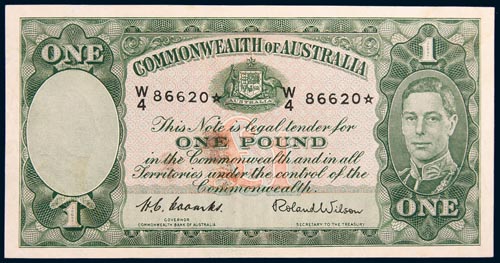 ONE
COMMONWEALTH OF AUSTRALIA
1
W/4 86620☆ W/4 86620☆
AUSTRALIA
This Note is legal tender for
ONE POUND
in the Commonwealth and in all
Territories under the control of the
Commonwealth.
H.C. Coombs Roland Wilson
GOVERNOR
COMMONWEALTH BANK OF AUSTRALIA
SECRETARY TO THE TREASURY
1
ONE